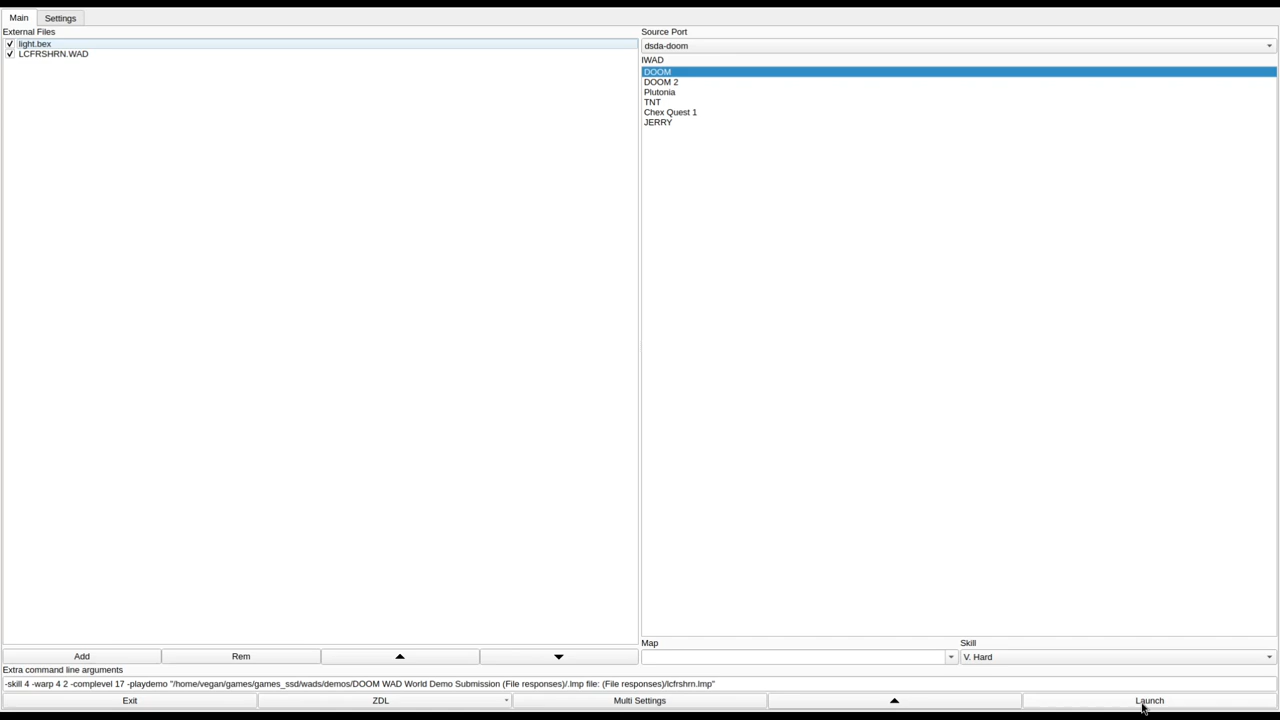 Main Settings
External Files
light.bex
LCFRSHRN.WAD
Source Port
dsda-doom
IWAD
DOOM
DOOM 2
Plutonia
TNT
Chex Quest 1
JERRY
Map Skill
V. Hard
Add Rem
Extra command line arguments
-skill 4 -warp 4 2 -complevel 17 -playdemo "/home/vegan/games/games_ssd/wads/demos/DOOM WAD World Demo Submission (File responses)/.lmp file: (File responses)/lcfrshrn.lmp"
Exit ZDL Multi Settings Launch